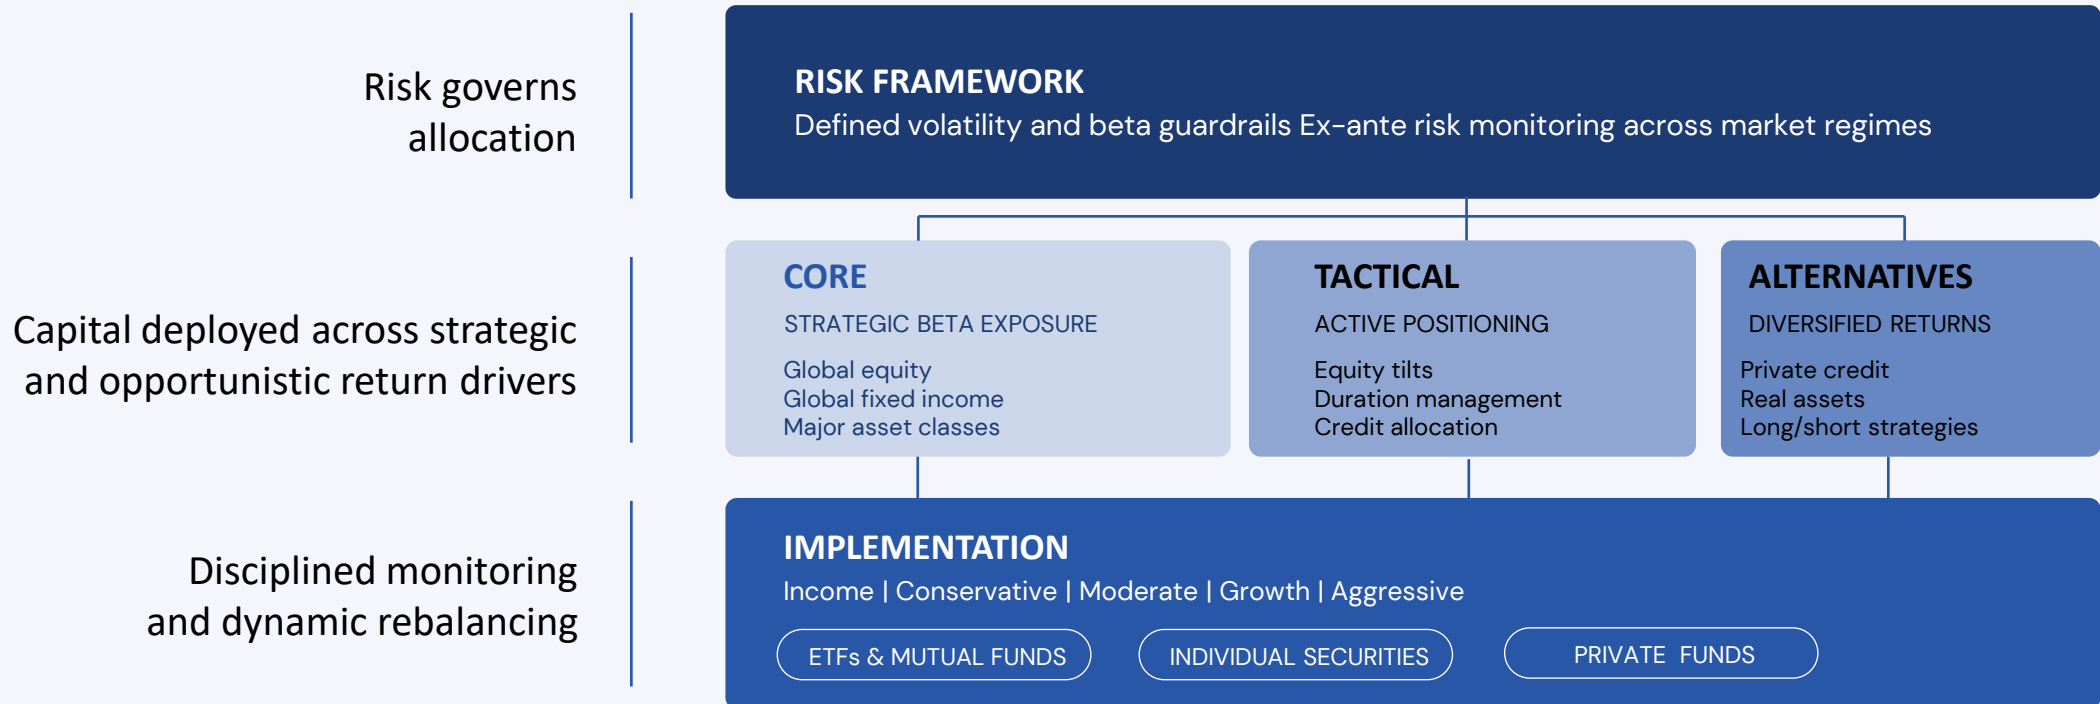 Risk governs
allocation
RISK FRAMEWORK
Defined volatility and beta guardrails Ex-ante risk monitoring across market regimes
Capital deployed across strategic
and opportunistic return drivers
CORE
STRATEGIC BETA EXPOSURE
Global equity
Global fixed income
Major asset classes
TACTICAL
ACTIVE POSITIONING
Equity tilts
Duration management
Credit allocation
ALTERNATIVES
DIVERSIFIED RETURNS
Private credit
Real assets
Long/short strategies
Disciplined monitoring
and dynamic rebalancing
IMPLEMENTATION
Income | Conservative | Moderate | Growth | Aggressive
ETFs & MUTUAL FUNDS
INDIVIDUAL SECURITIES
PRIVATE FUNDS